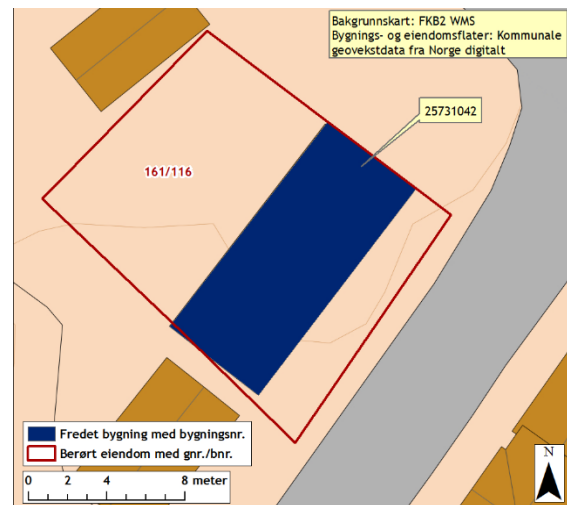 Bakgrunnskart: FKB2 WMS
Bygnings- og eiendomsflater: Kommunale
geovekstdata fra Norge digitalt
25731042
161/116
Fredet bygning med bygningsnr.
Berørt eiendom med gnr./bnr.
0 2 4 8 meter
N